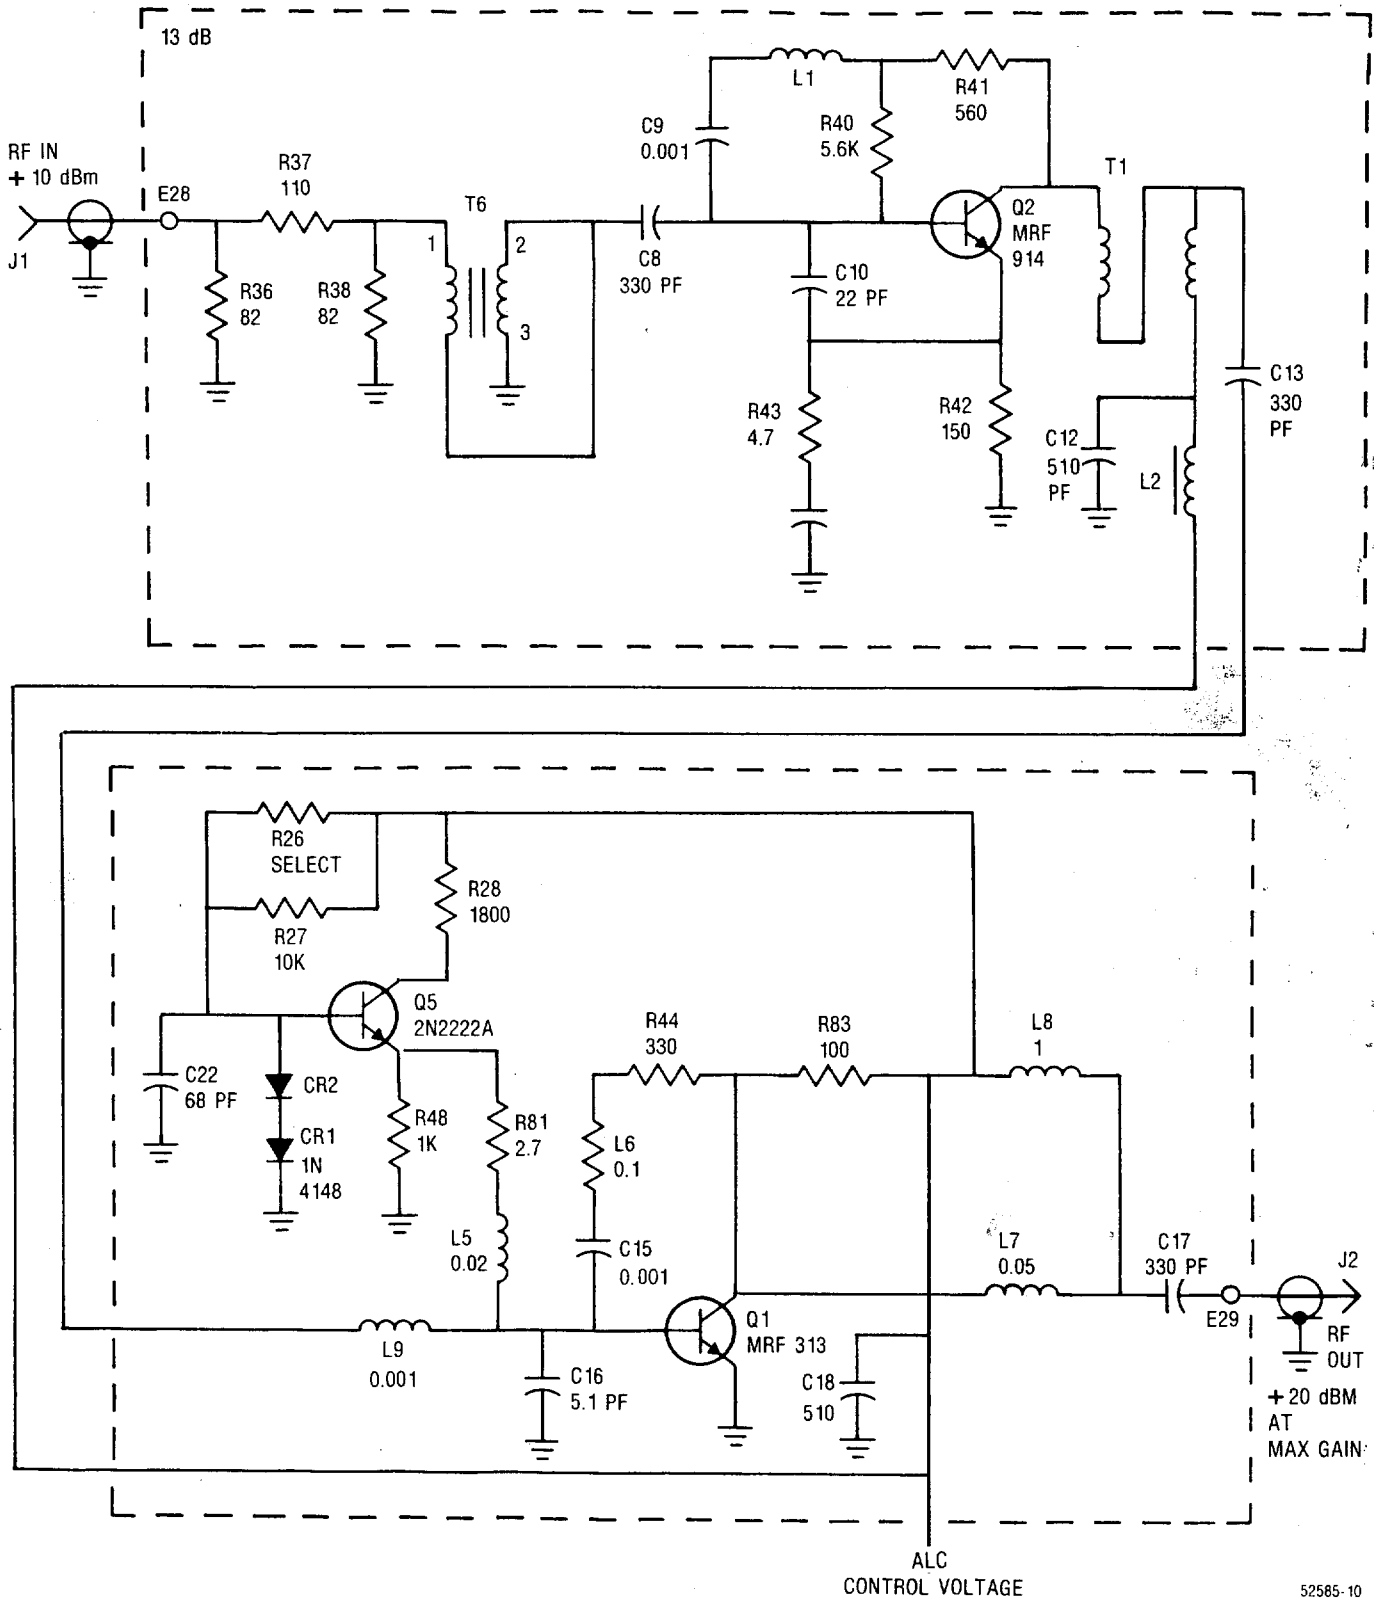 13 dB
L1
R41
560
C9
0.001
R40
5.6K
RF IN
+ 10 dBm
J1
E28
R37
110
T6
1
2
3
T1
Q2
MRF
914
C8
330 PF
C10
22 PF
R36
82
R38
82
R43
4.7
R42
150
C12
510
PF
L2
C13
330
PF
R26
SELECT
R27
10K
R28
1800
Q5
2N2222A
C22
68 PF
CR2
CR1
1N
4148
R48
1K
R81
2.7
R44
330
R83
100
L8
1
L6
0.1
L5
0.02
C15
0.001
L7
0.05
C17
330 PF
J2
E29
RF
OUT
+ 20 dBM
AT
MAX GAIN
L9
0.001
Q1
MRF 313
C16
5.1 PF
C18
510
ALC
CONTROL VOLTAGE
52585-10